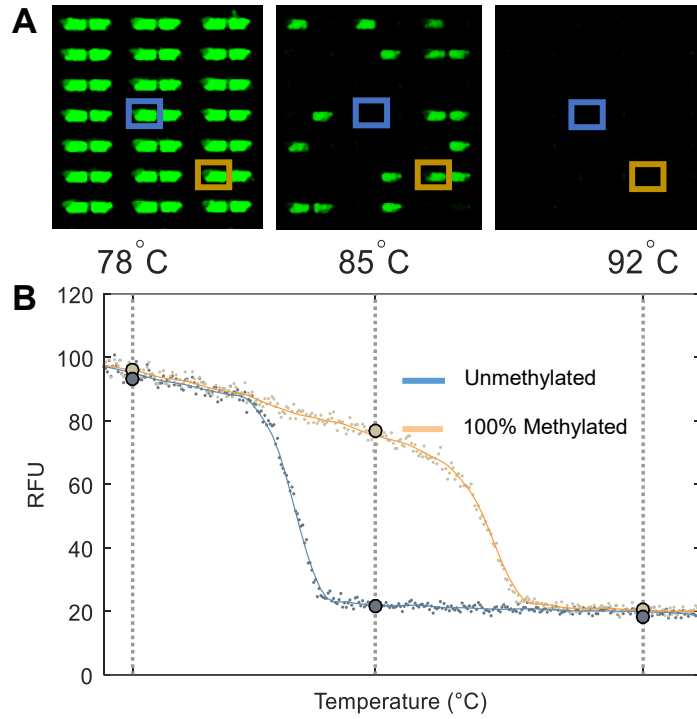 A
78°C 85°C 92°C
B
120
100
80
60
40
20
0
RFU
Unmethylated
100% Methylated
Temperature (°C)